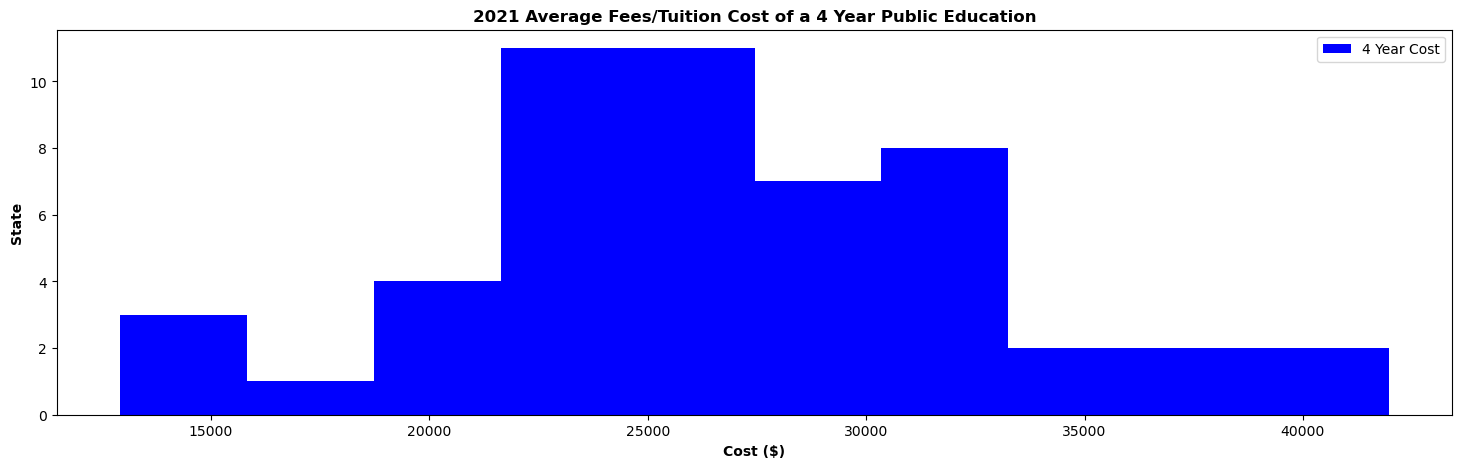 2021 Average Fees/Tuition Cost of a 4 Year Public Education
4 Year Cost
10
8
6
4
2
0
State
15000 20000 25000 30000 35000 40000
Cost ($)